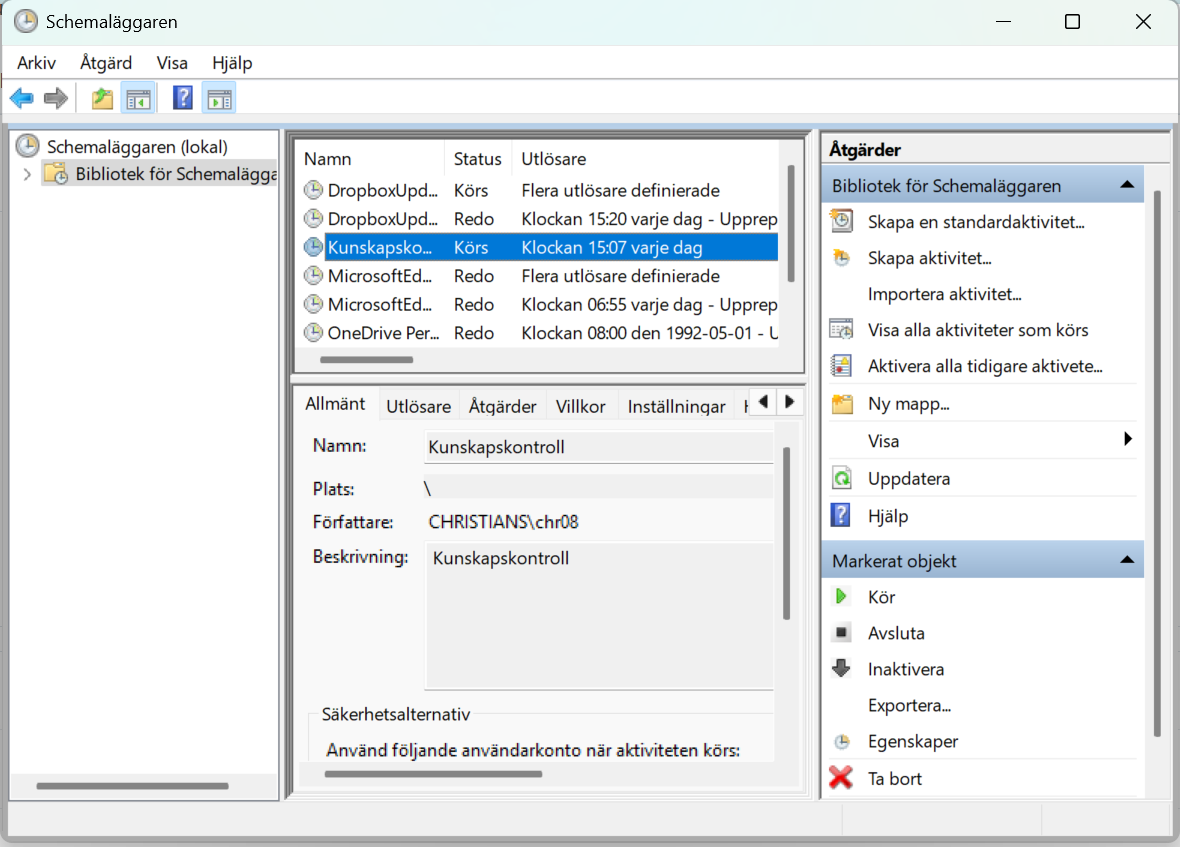 Schemaläggaren
Arkiv Åtgärd Visa Hjälp
Schemaläggaren (lokal)
Bibliotek för Schemalägga
Namn Status Utlösare
DropboxUpd... Körs Flera utlösare definierade
DropboxUpd... Redo Klockan 15:20 varje dag - Upprep
Kunskapsko... Körs Klockan 15:07 varje dag
MicrosoftEd... Redo Flera utlösare definierade
MicrosoftEd... Redo Klockan 06:55 varje dag - Upprep
OneDrive Per... Redo Klockan 08:00 den 1992-05-01 - U
Allmänt Utlösare Åtgärder Villkor Inställningar
Namn: Kunskapskontroll
Plats: \
Författare: CHRISTIANS\chr08
Beskrivning: Kunskapskontroll
Säkerhetsalternativ
Använd följande användarkonto när aktiviteten körs:
Åtgärder
Bibliotek för Schemaläggaren
Skapa en standardaktivitet...
Skapa aktivitet...
Importera aktivitet...
Visa alla aktiviteter som körs
Aktivera alla tidigare aktivete...
Ny mapp...
Visa
Uppdatera
Hjälp
Markerat objekt
Kör
Avsluta
Inaktivera
Exportera...
Egenskaper
Ta bort